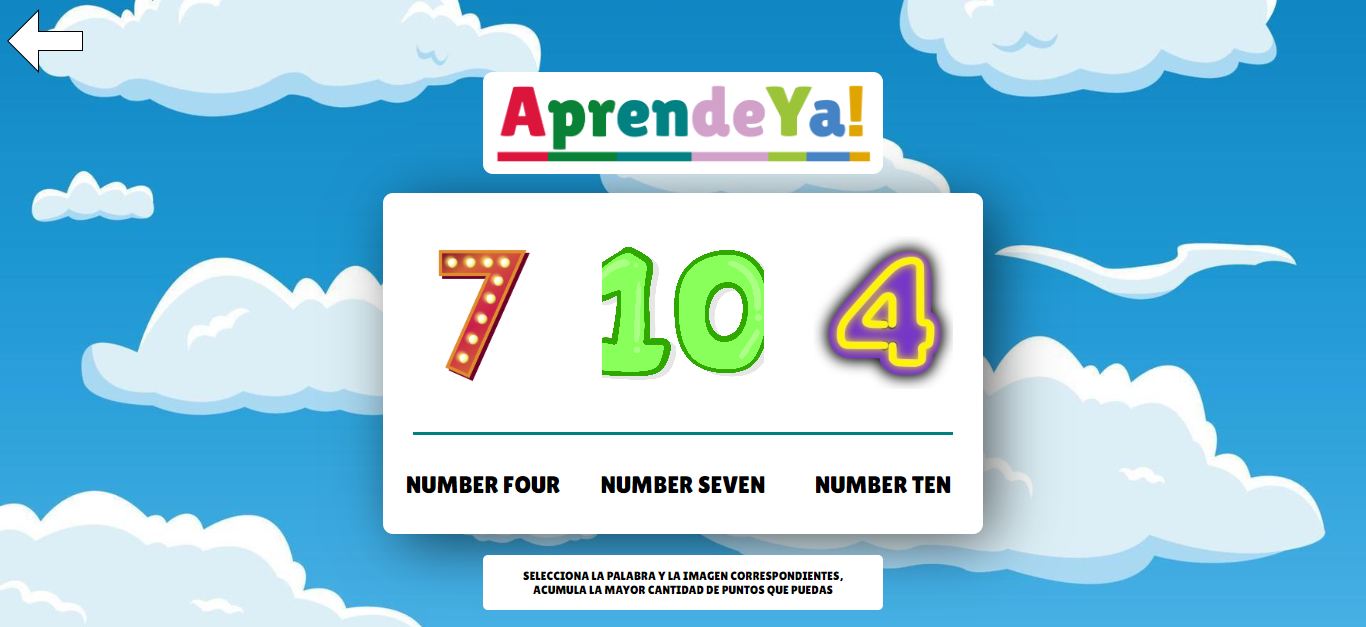 AprendeYa!
7 10 4
NUMBER FOUR NUMBER SEVEN NUMBER TEN
SELECCIONA LA PALABRA Y LA IMAGEN CORRESPONDIENTES,
ACUMULA LA MAYOR CANTIDAD DE PUNTOS QUE PUEDAS